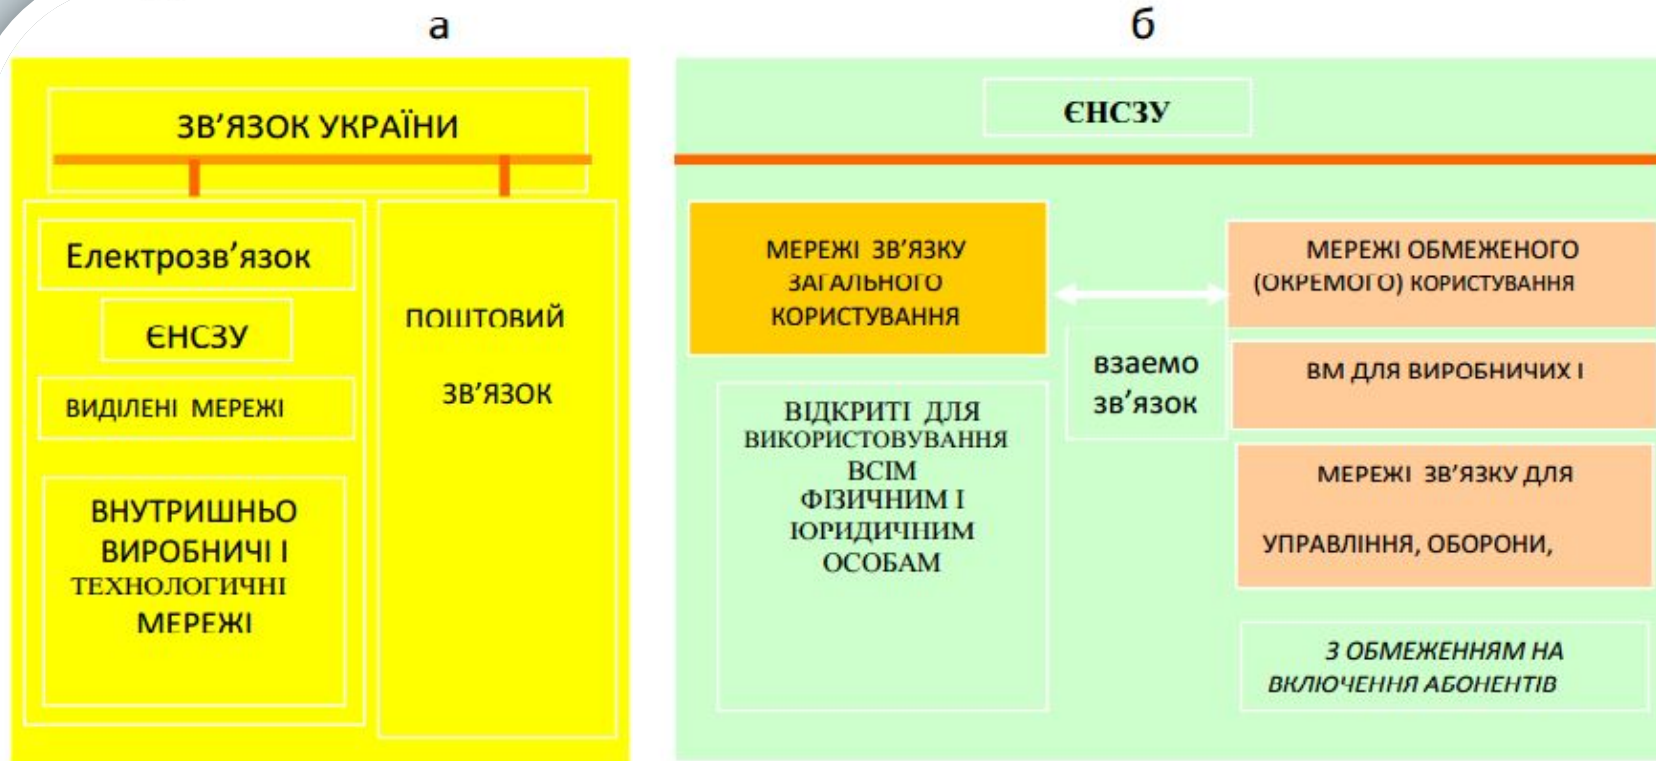 а
ЗВ’ЯЗОК УКРАЇНИ
Електрозв’язок
ЄНСЗУ
ВИДІЛЕНІ МЕРЕЖІ
ВНУТРИШНЬО
ВИРОБНИЧІ І
ТЕХНОЛОГИЧНІ
МЕРЕЖІ
ПОШТОВИЙ
ЗВ’ЯЗОК
б
ЄНСЗУ
МЕРЕЖІ ЗВ’ЯЗКУ
ЗАГАЛЬНОГО
КОРИСТУВАННЯ
ВІДКРИТІ ДЛЯ
ВИКОРИСТОВУВАННЯ
ВСІМ
ФІЗИЧНИМ І
ЮРИДИЧНИМ
ОСОБАМ
взаемо
зв’язок
МЕРЕЖІ ОБМЕЖЕНОГО
(ОКРЕМОГО) КОРИСТУВАННЯ
ВМ ДЛЯ ВИРОБНИЧИХ І
МЕРЕЖІ ЗВ’ЯЗКУ ДЛЯ
УПРАВЛІННЯ, ОБОРОНИ,
З ОБМЕЖЕННЯМ НА
ВКЛЮЧЕННЯ АБОНЕНТІВ